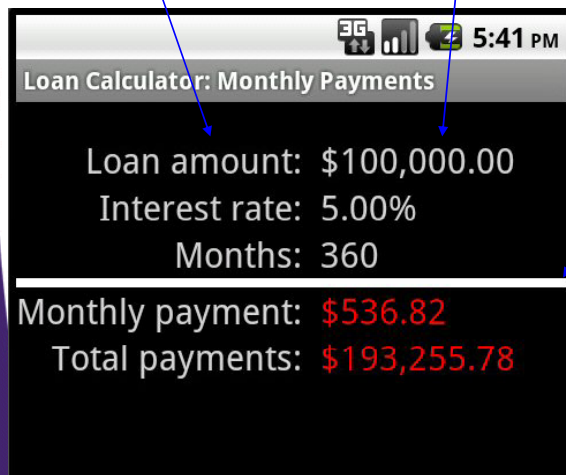 3G 5:41 PM
Loan Calculator: Monthly Payments
Loan amount: $100,000.00
Interest rate: 5.00%
Months: 360
Monthly payment: $536.82
Total payments: $193,255.78